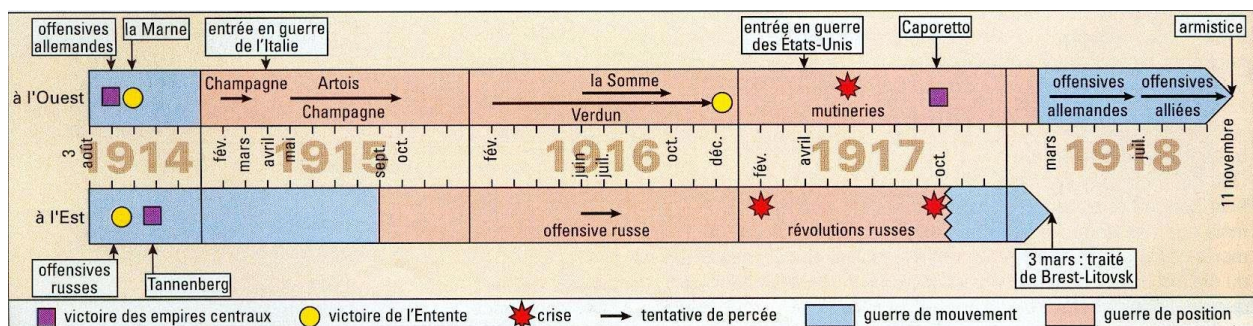 offensives
allemandes
la Marne
entrée en guerre
de l'Italie
entrée en guerre
des États-Unis
Caporetto
armistice
à l'Ouest
Champagne
Artois
Champagne
la Somme
Verdun
mutineries
offensives
allemandes
offensives
alliées
3
août
1914
fév.
mars
avril
mai
1915
sept.
oct.
fév.
juin
juil.
1916
oct.
déc.
fév.
avril
1917
oct.
mars
juil.
1918
11 novembre
à l'Est
offensive russe
révolutions russes
offensives
russes
Tannenberg
3 mars : traité
de Brest-Litovsk
victoire des empires centraux
victoire de l'Entente
crise
tentative de percée
guerre de mouvement
guerre de position